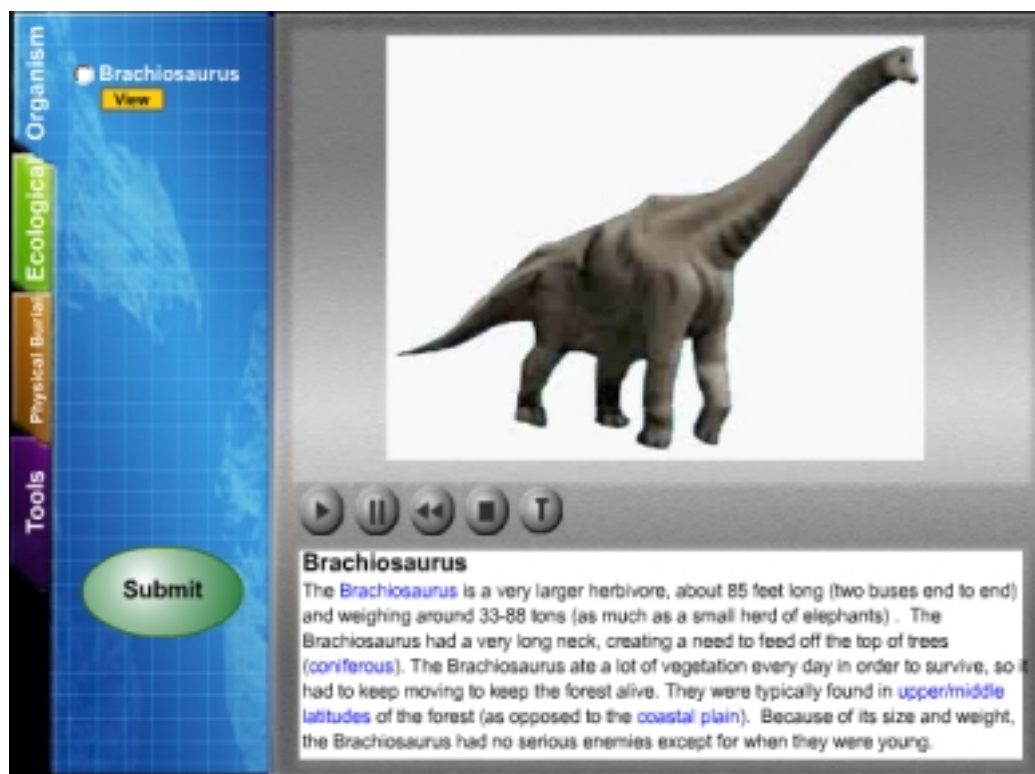 Organism
Ecological
Physical Burial
Tools
Brachiosaurus
View
Submit
T
Brachiosaurus
The Brachiosaurus is a very larger herbivore, about 85 feet long (two buses end to end)
and weighing around 33-88 tons (as much as a small herd of elephants) . The
Brachiosaurus had a very long neck, creating a need to feed off the top of trees
(coniferous). The Brachiosaurus ate a lot of vegetation every day in order to survive, so it
had to keep moving to keep the forest alive. They were typically found in upper/middle
latitudes of the forest (as opposed to the coastal plain). Because of its size and weight,
the Brachiosaurus had no serious enemies except for when they were young.